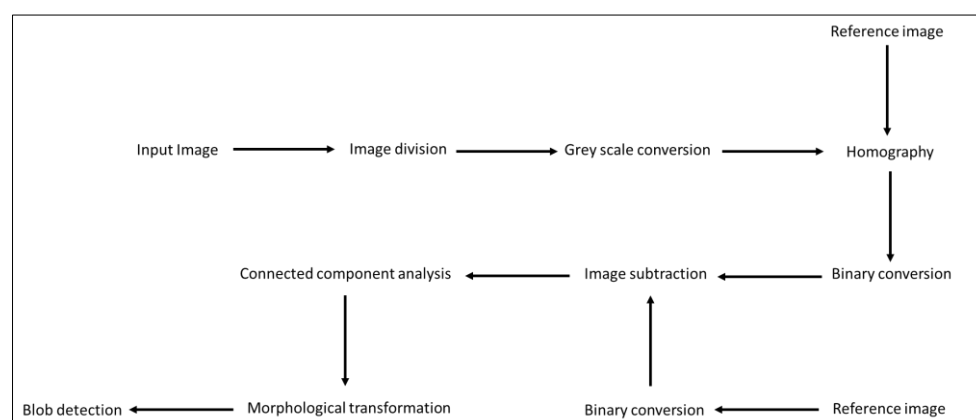 Reference image
Input Image
Image division
Grey scale conversion
Homography
Connected component analysis
Image subtraction
Binary conversion
Blob detection
Morphological transformation
Binary conversion
Reference image